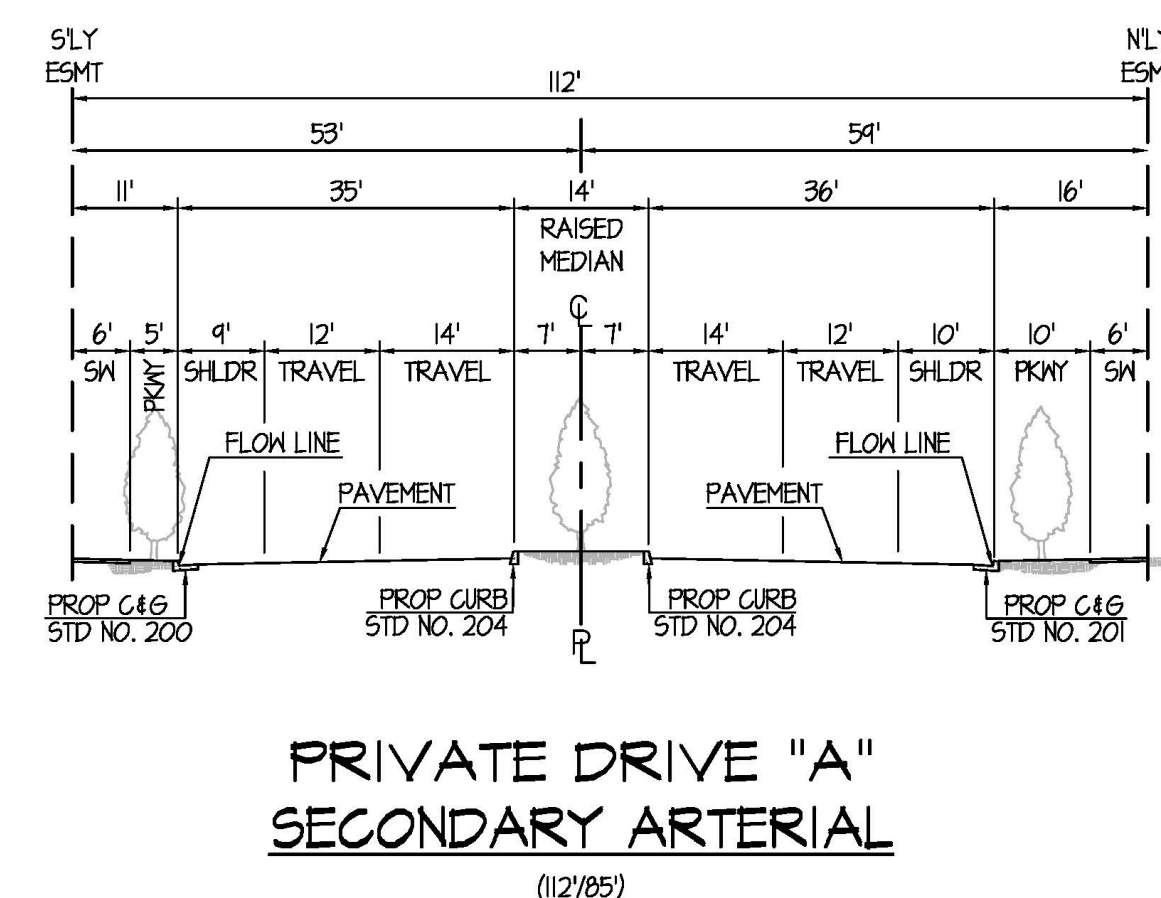 S'LY
ESMT
N'LY
ESM
112'
53' 59'
11' 35' 14' 36' 16'
RAISED
MEDIAN
℄
6' 5' 9' 12' 14' 7' 7' 14' 12' 10' 10' 6'
SW PKWY SHLDR TRAVEL TRAVEL TRAVEL TRAVEL SHLDR PKWY SW
FLOW LINE FLOW LINE
PAVEMENT PAVEMENT
PROP C&G
STD NO. 200
PROP CURB
STD NO. 204
PROP CURB
STD NO. 204
PROP C&G
STD NO. 201
PL
PRIVATE DRIVE "A"
SECONDARY ARTERIAL
(112'/85')